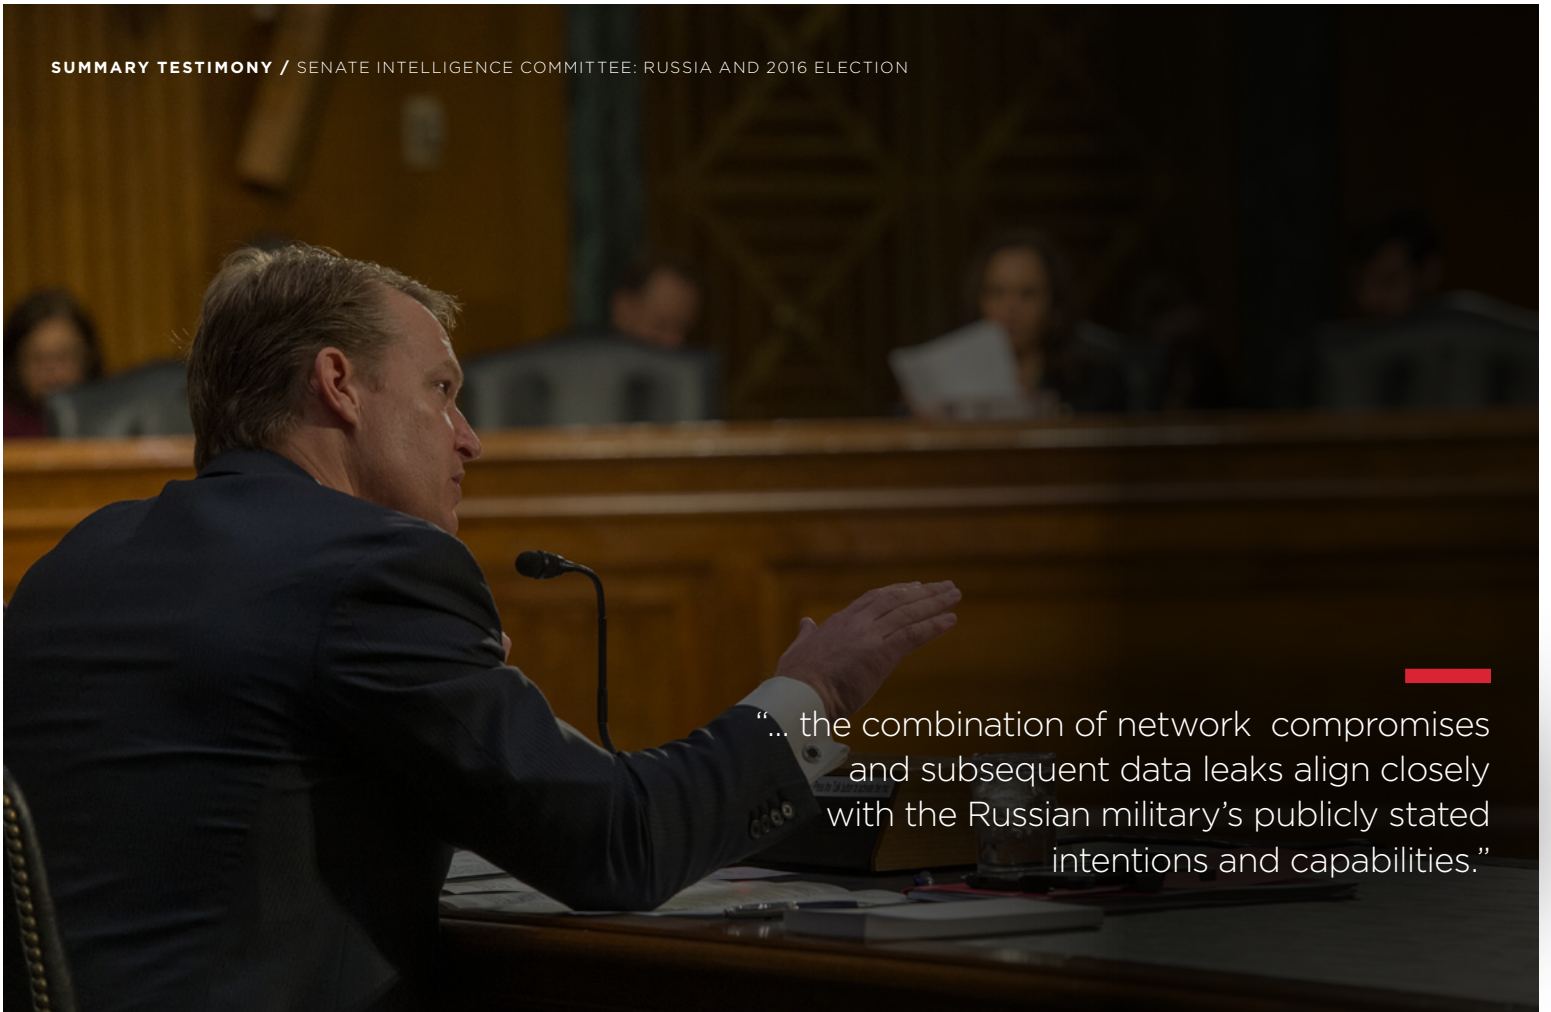 SUMMARY TESTIMONY / SENATE INTELLIGENCE COMMITTEE: RUSSIA AND 2016 ELECTION
“... the combination of network compromises
and subsequent data leaks align closely
with the Russian military’s publicly stated
intentions and capabilities.”